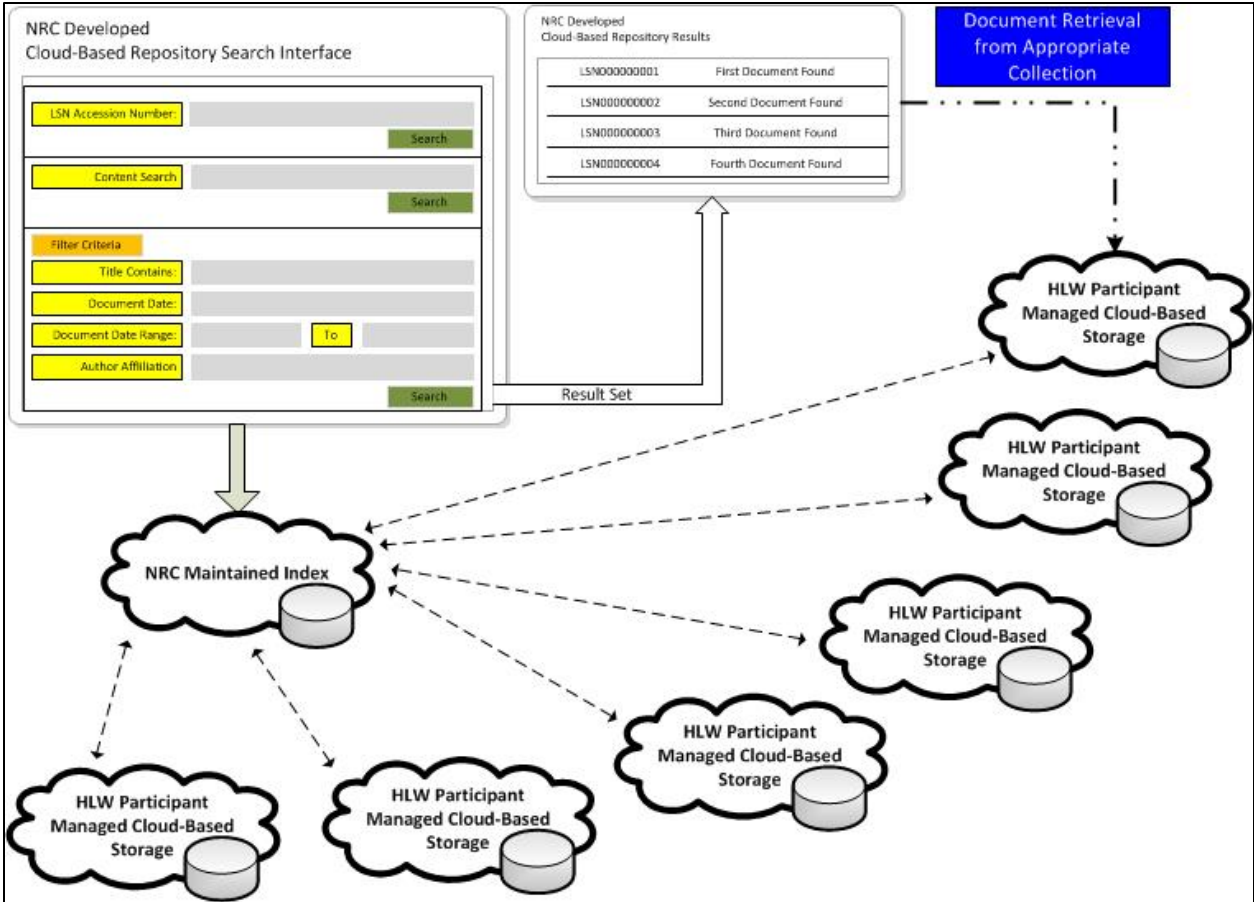 NRC Developed
Cloud-Based Repository Search Interface
LSN Accession Number:
Search
Content Search
Search
Filter Criteria
Title Contains:
Document Date:
Document Date Range:
To
Author Affiliation
Search
NRC Developed
Cloud-Based Repository Results
LSN000000001 First Document Found
LSN000000002 Second Document Found
LSN000000003 Third Document Found
LSN000000004 Fourth Document Found
Document Retrieval
from Appropriate
Collection
Result Set
HLW Participant
Managed Cloud-Based
Storage
HLW Participant
Managed Cloud-Based
Storage
NRC Maintained Index
HLW Participant
Managed Cloud-Based
Storage
HLW Participant
Managed Cloud-Based
Storage
HLW Participant
Managed Cloud-Based
Storage
HLW Participant
Managed Cloud-Based
Storage